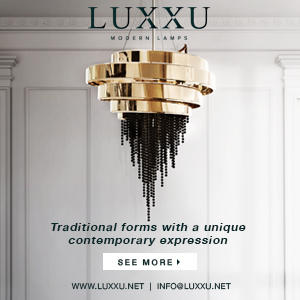 LUXXU
MODERN LAMPS
Traditional forms with a unique
contemporary expression
SEE MORE
WWW.LUXXU.NET | INFO@LUXXU.NET